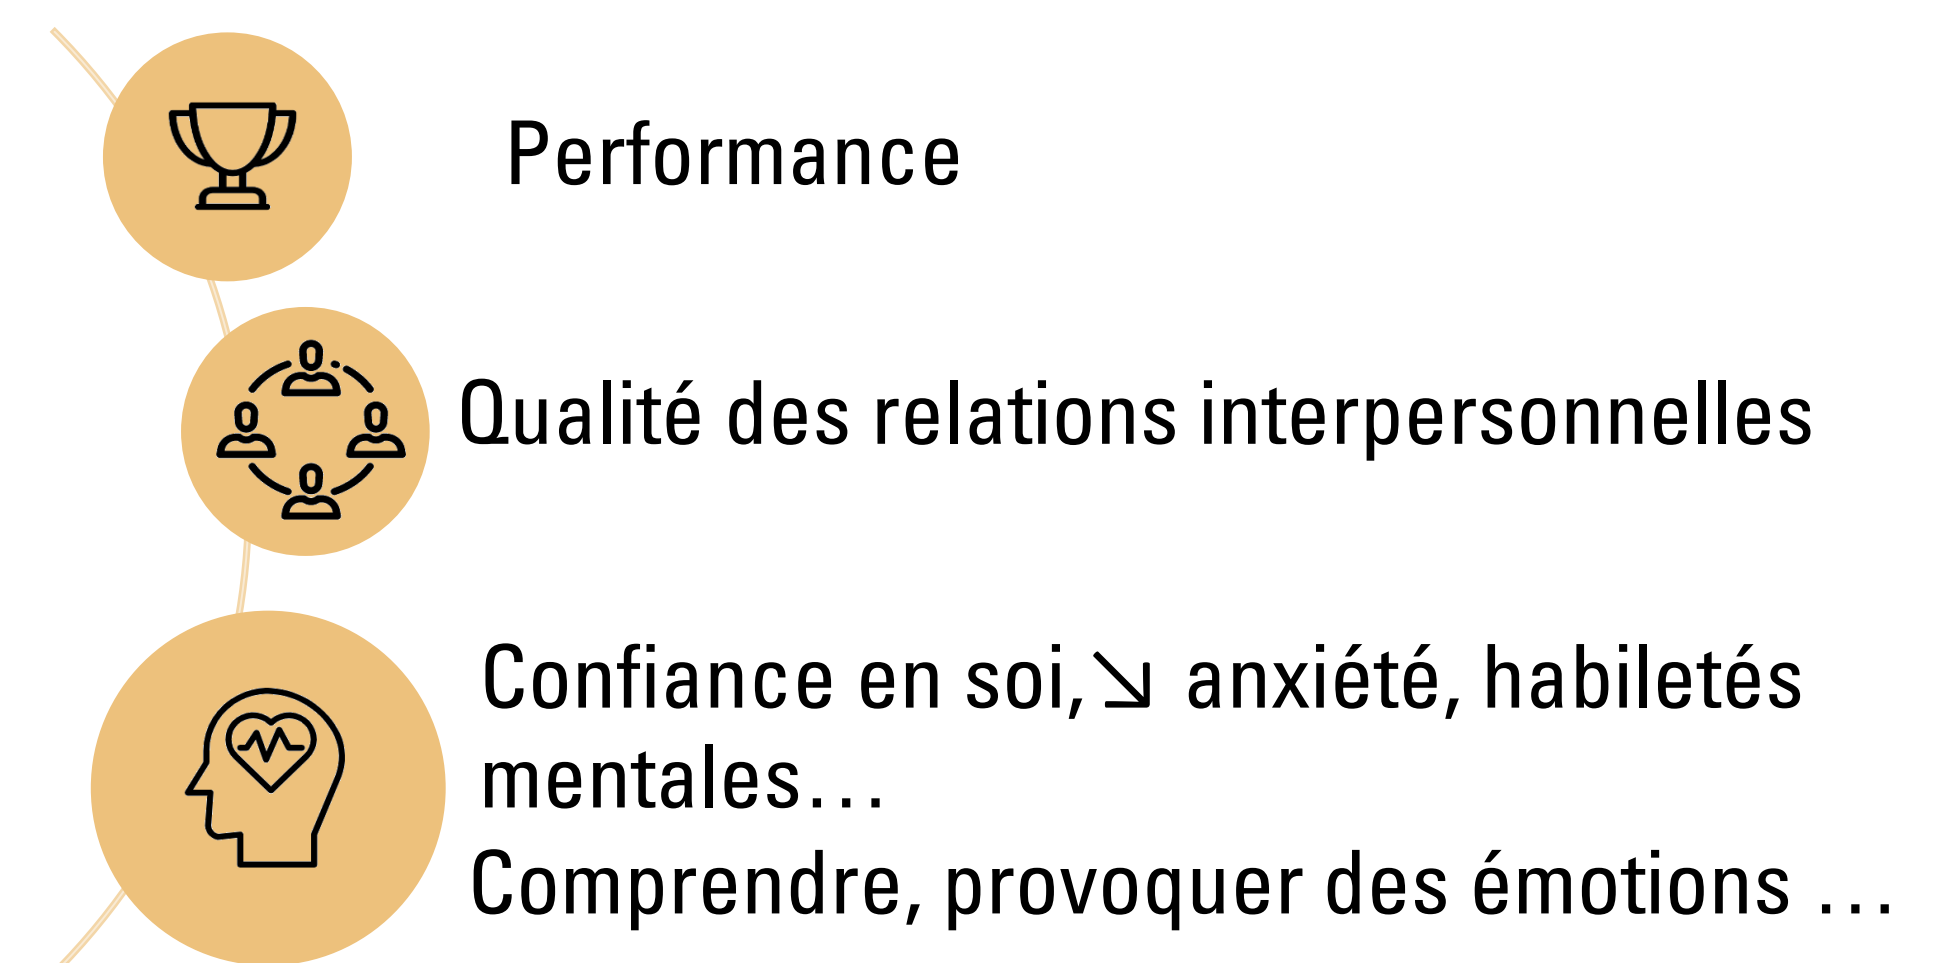 Performance
Qualité des relations interpersonnelles
Confiance en soi,↘ anxiété, habiletés
mentales…
Comprendre, provoquer des émotions …